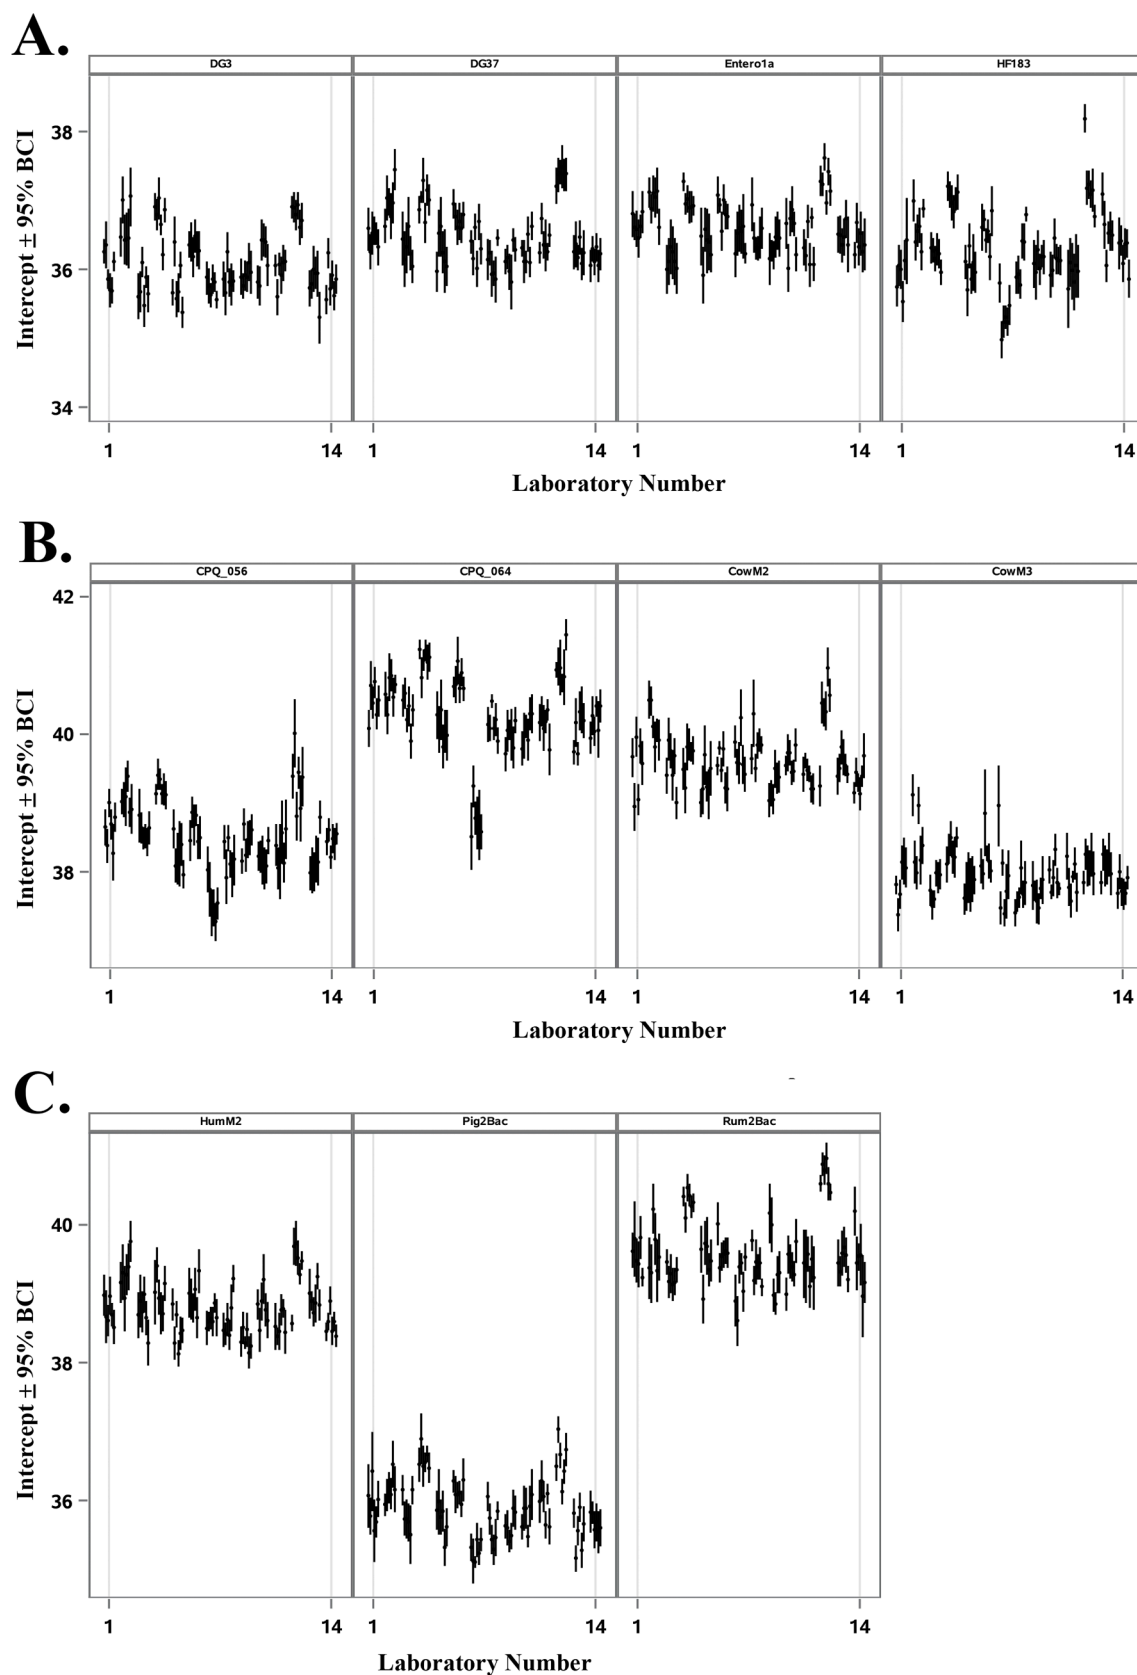 A.
DG3 DG37 Entero1a HF183
Intercept ± 95% BCI
38
36
34
1 14 1 14 1 14 1 14
Laboratory Number
B.
CPQ_056 CPQ_064 CowM2 CowM3
Intercept ± 95% BCI
42
40
38
1 14 1 14 1 14 1 14
Laboratory Number
C.
HumM2 Pig2Bac Rum2Bac
Intercept ± 95% BCI
40
38
36
1 14 1 14 1 14
Laboratory Number